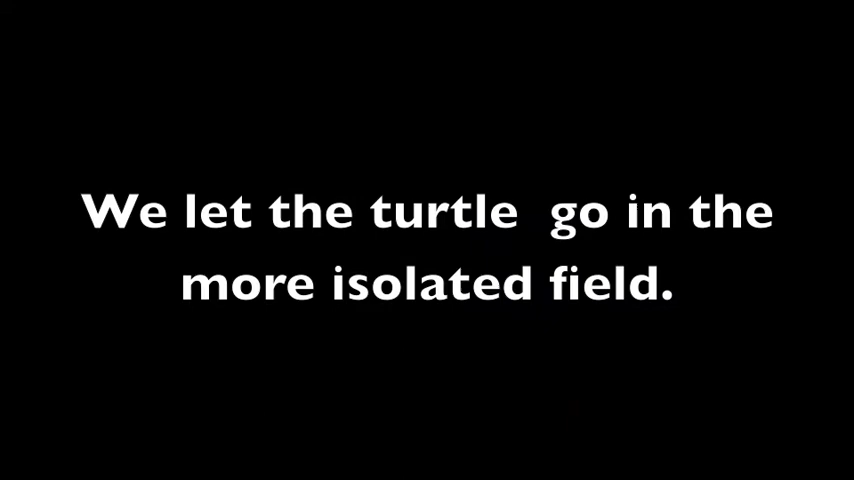 We let the turtle  go in the
more isolated field.